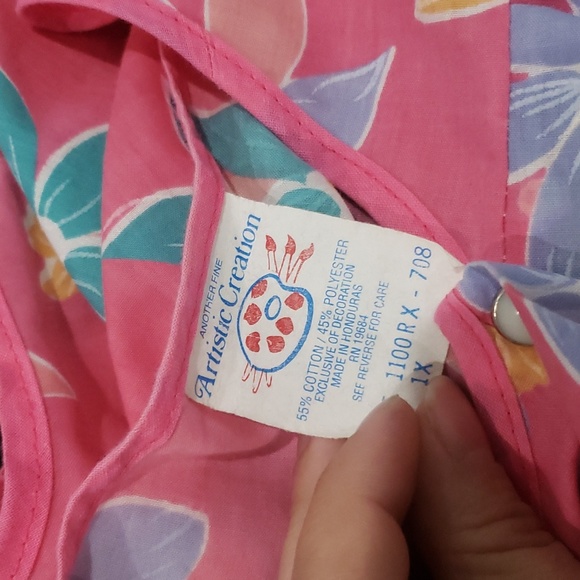 ANOTHER FINE
Artistic Creation
55% COTTON / 45% POLYESTER
EXCLUSIVE OF DECORATION
MADE IN HONDURAS
RN 19684
SEE REVERSE FOR CARE
1100RX - 708
1X